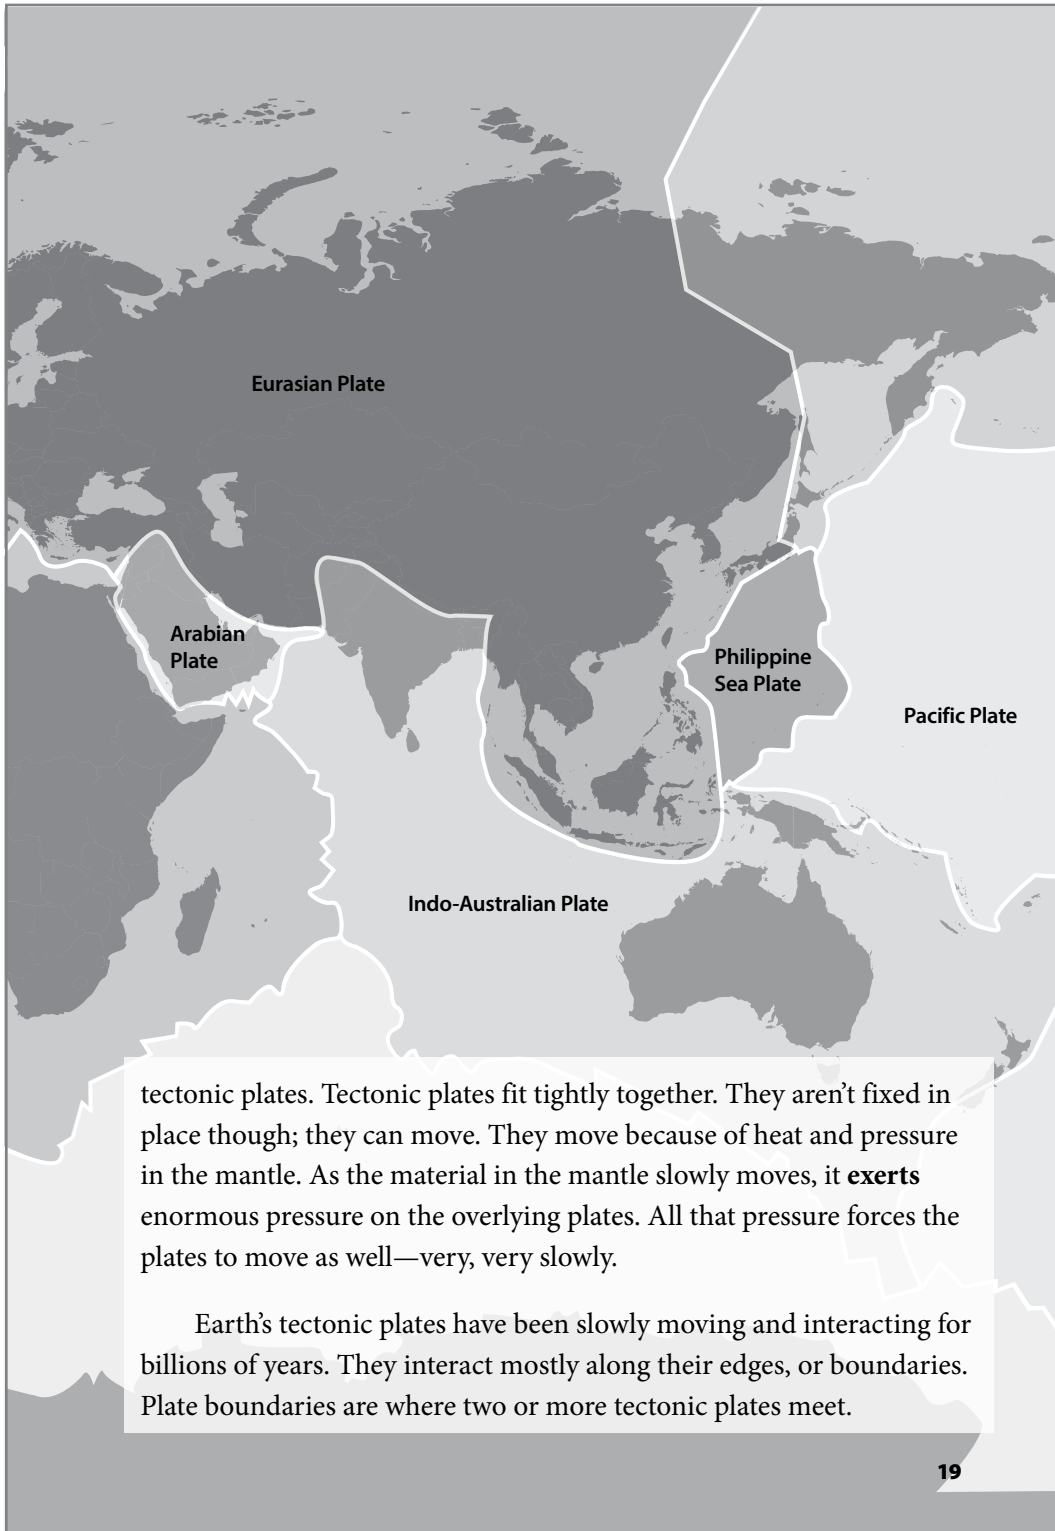 Eurasian Plate
Arabian
Plate
Philippine
Sea Plate
Pacific Plate
Indo-Australian Plate
tectonic plates. Tectonic plates fit tightly together. They aren’t fixed in
place though; they can move. They move because of heat and pressure
in the mantle. As the material in the mantle slowly moves, it exerts
enormous pressure on the overlying plates. All that pressure forces the
plates to move as well—very, very slowly.
Earth’s tectonic plates have been slowly moving and interacting for
billions of years. They interact mostly along their edges, or boundaries.
Plate boundaries are where two or more tectonic plates meet.
19